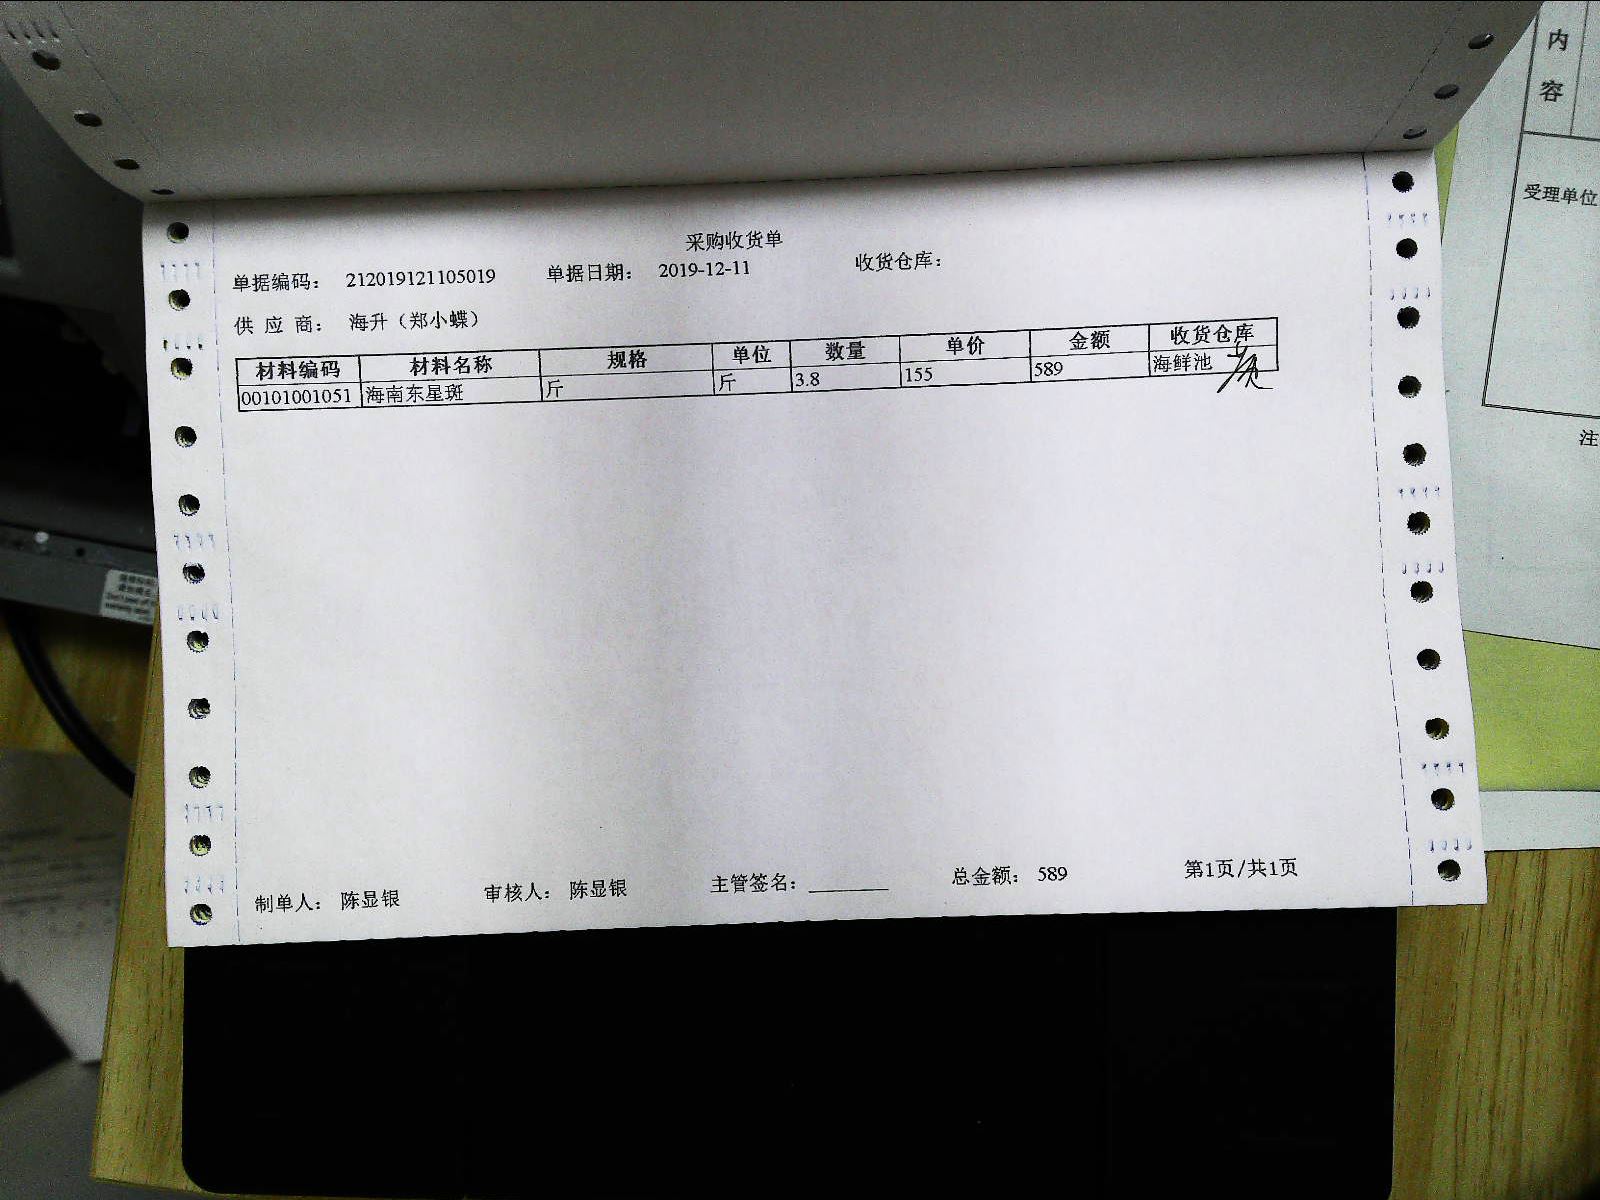 内
容
受理单位
注
采购收货单
单据编码： 212019121105019 单据日期： 2019-12-11 收货仓库：
供 应 商： 海升（郑小蝶）
材料编码 材料名称 规格 单位 数量 单价 金额 收货仓库
00101001051 海南东星斑 斤 斤 3.8 155 589 海鲜池
制单人： 陈显银 审核人： 陈显银 主管签名：________ 总金额： 589 第1页/共1页